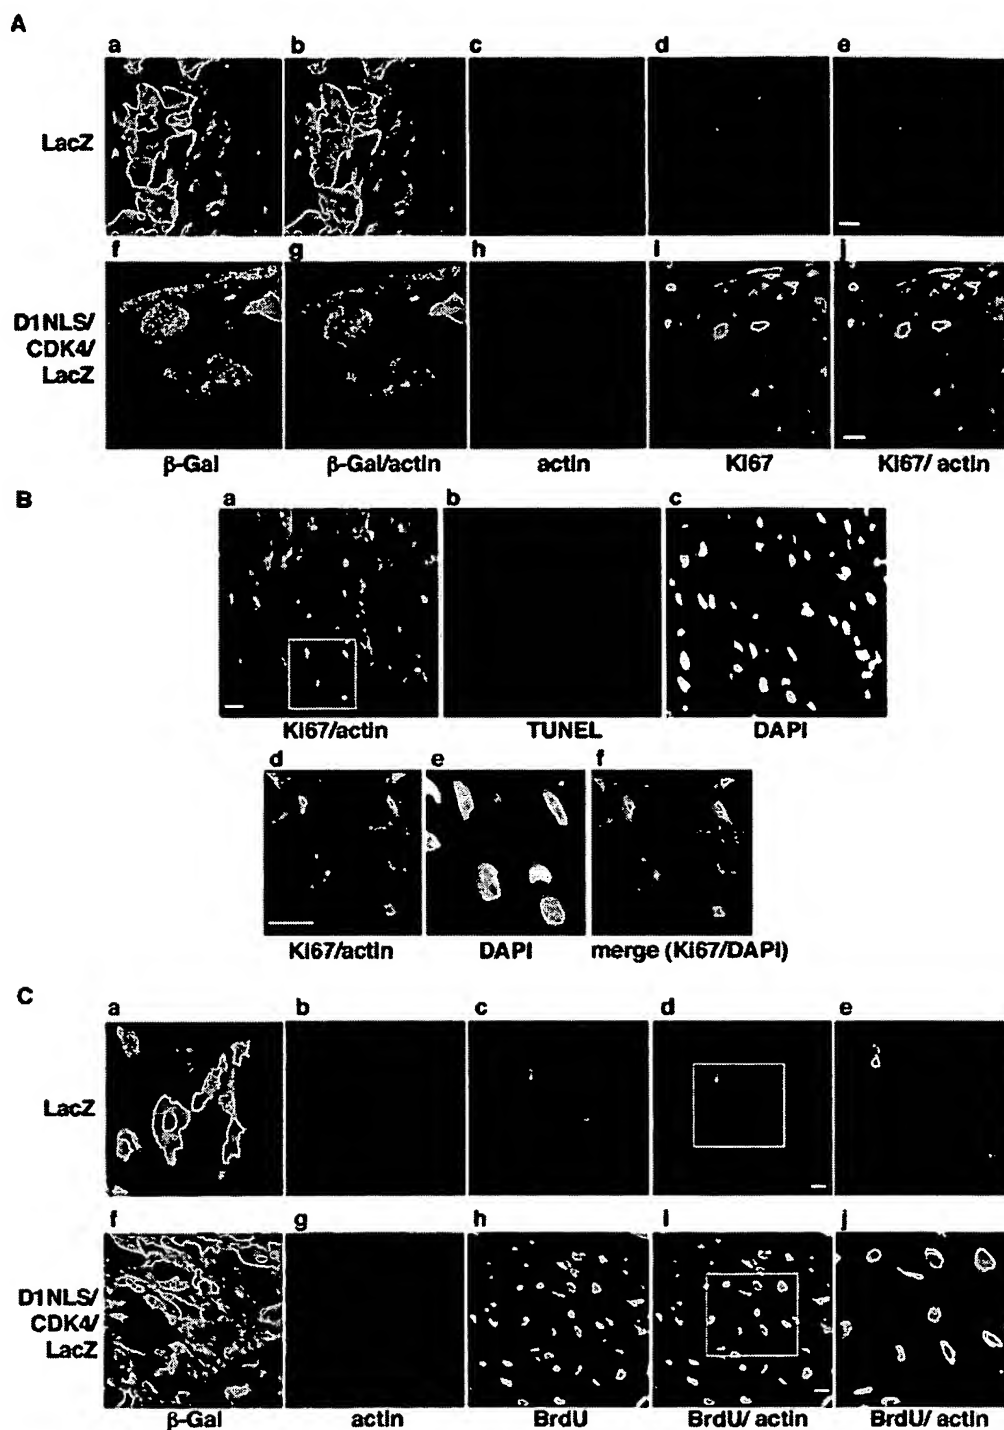 A
a b c d e
LacZ
f g h i j
D1NLS/
CDK4/
LacZ
β-Gal β-Gal/actin actin Ki67 Ki67/ actin
B
a b c
Ki67/actin TUNEL DAPI
d e f
Ki67/actin DAPI merge (Ki67/DAPI)
C
a b c d e
LacZ
f g h i j
D1NLS/
CDK4/
LacZ
β-Gal actin BrdU BrdU/ actin BrdU/ actin